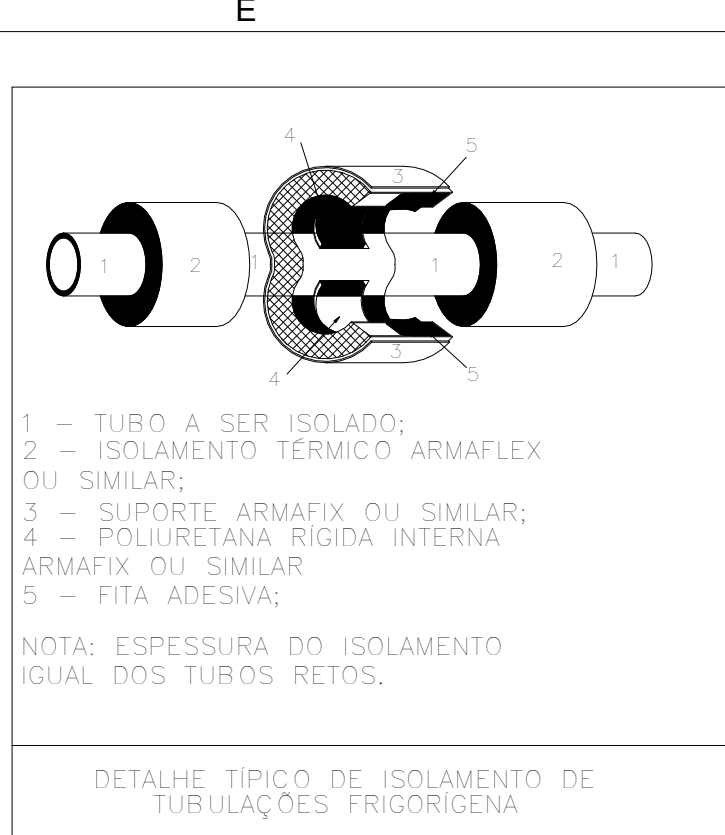 E
4
5
3
1
2
1
1
2
1
3
4
5
1 – TUBO A SER ISOLADO;
2 – ISOLAMENTO TÉRMICO ARMAFLEX
OU SIMILAR;
3 – SUPORTE ARMAFIX OU SIMILAR;
4 – POLIURETANA RÍGIDA INTERNA
ARMAFIX OU SIMILAR
5 – FITA ADESIVA;
NOTA: ESPESSURA DO ISOLAMENTO
IGUAL DOS TUBOS RETOS.
DETALHE TÍPICO DE ISOLAMENTO DE
TUBULAÇÕES FRIGORÍGENA